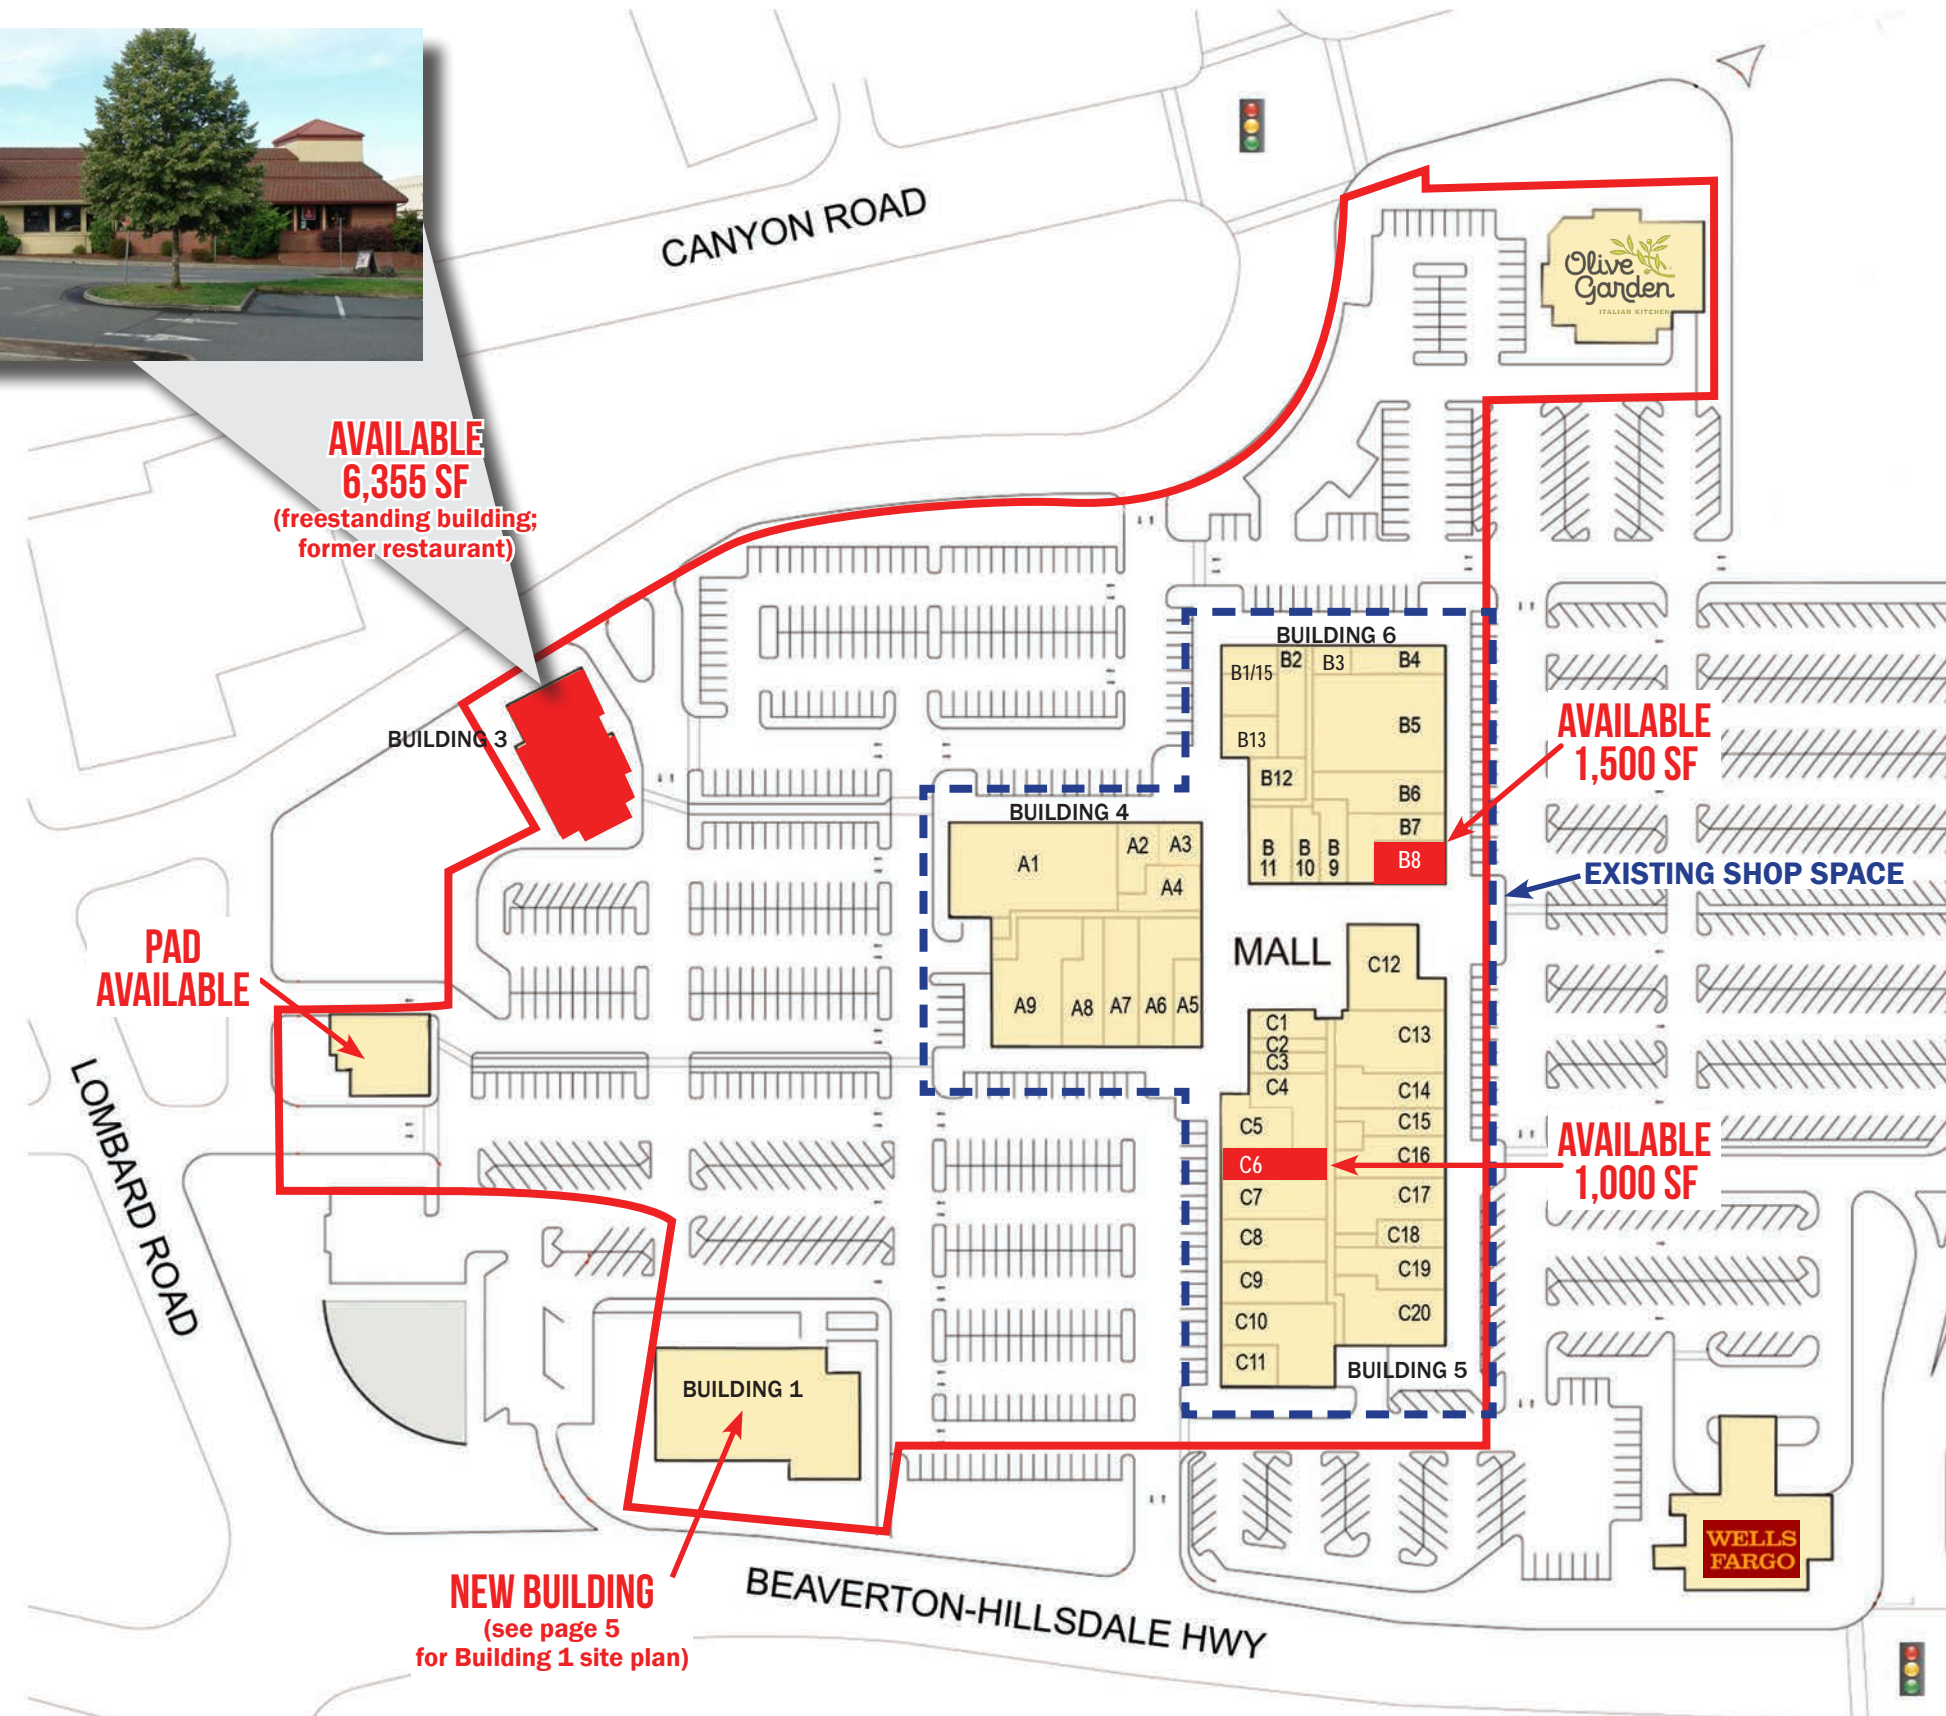 CANYON ROAD
Olive
Garden
ITALIAN KITCHEN
AVAILABLE
6,355 SF
(freestanding building;
former restaurant)
BUILDING 3
BUILDING 6
B1/15
B2
B3
B4
B5
B13
B12
B6
B7
B8
B
11
B
10
B
9
AVAILABLE
1,500 SF
EXISTING SHOP SPACE
BUILDING 4
A1
A2
A3
A4
A9
A8
A7
A6
A5
MALL
PAD
AVAILABLE
C12
C1
C2
C3
C4
C5
C6
C7
C8
C9
C10
C11
C13
C14
C15
C16
C17
C18
C19
C20
BUILDING 5
AVAILABLE
1,000 SF
LOMBARD ROAD
BUILDING 1
NEW BUILDING
(see page 5
for Building 1 site plan)
BEAVERTON-HILLSDALE HWY
WELLS
FARGO